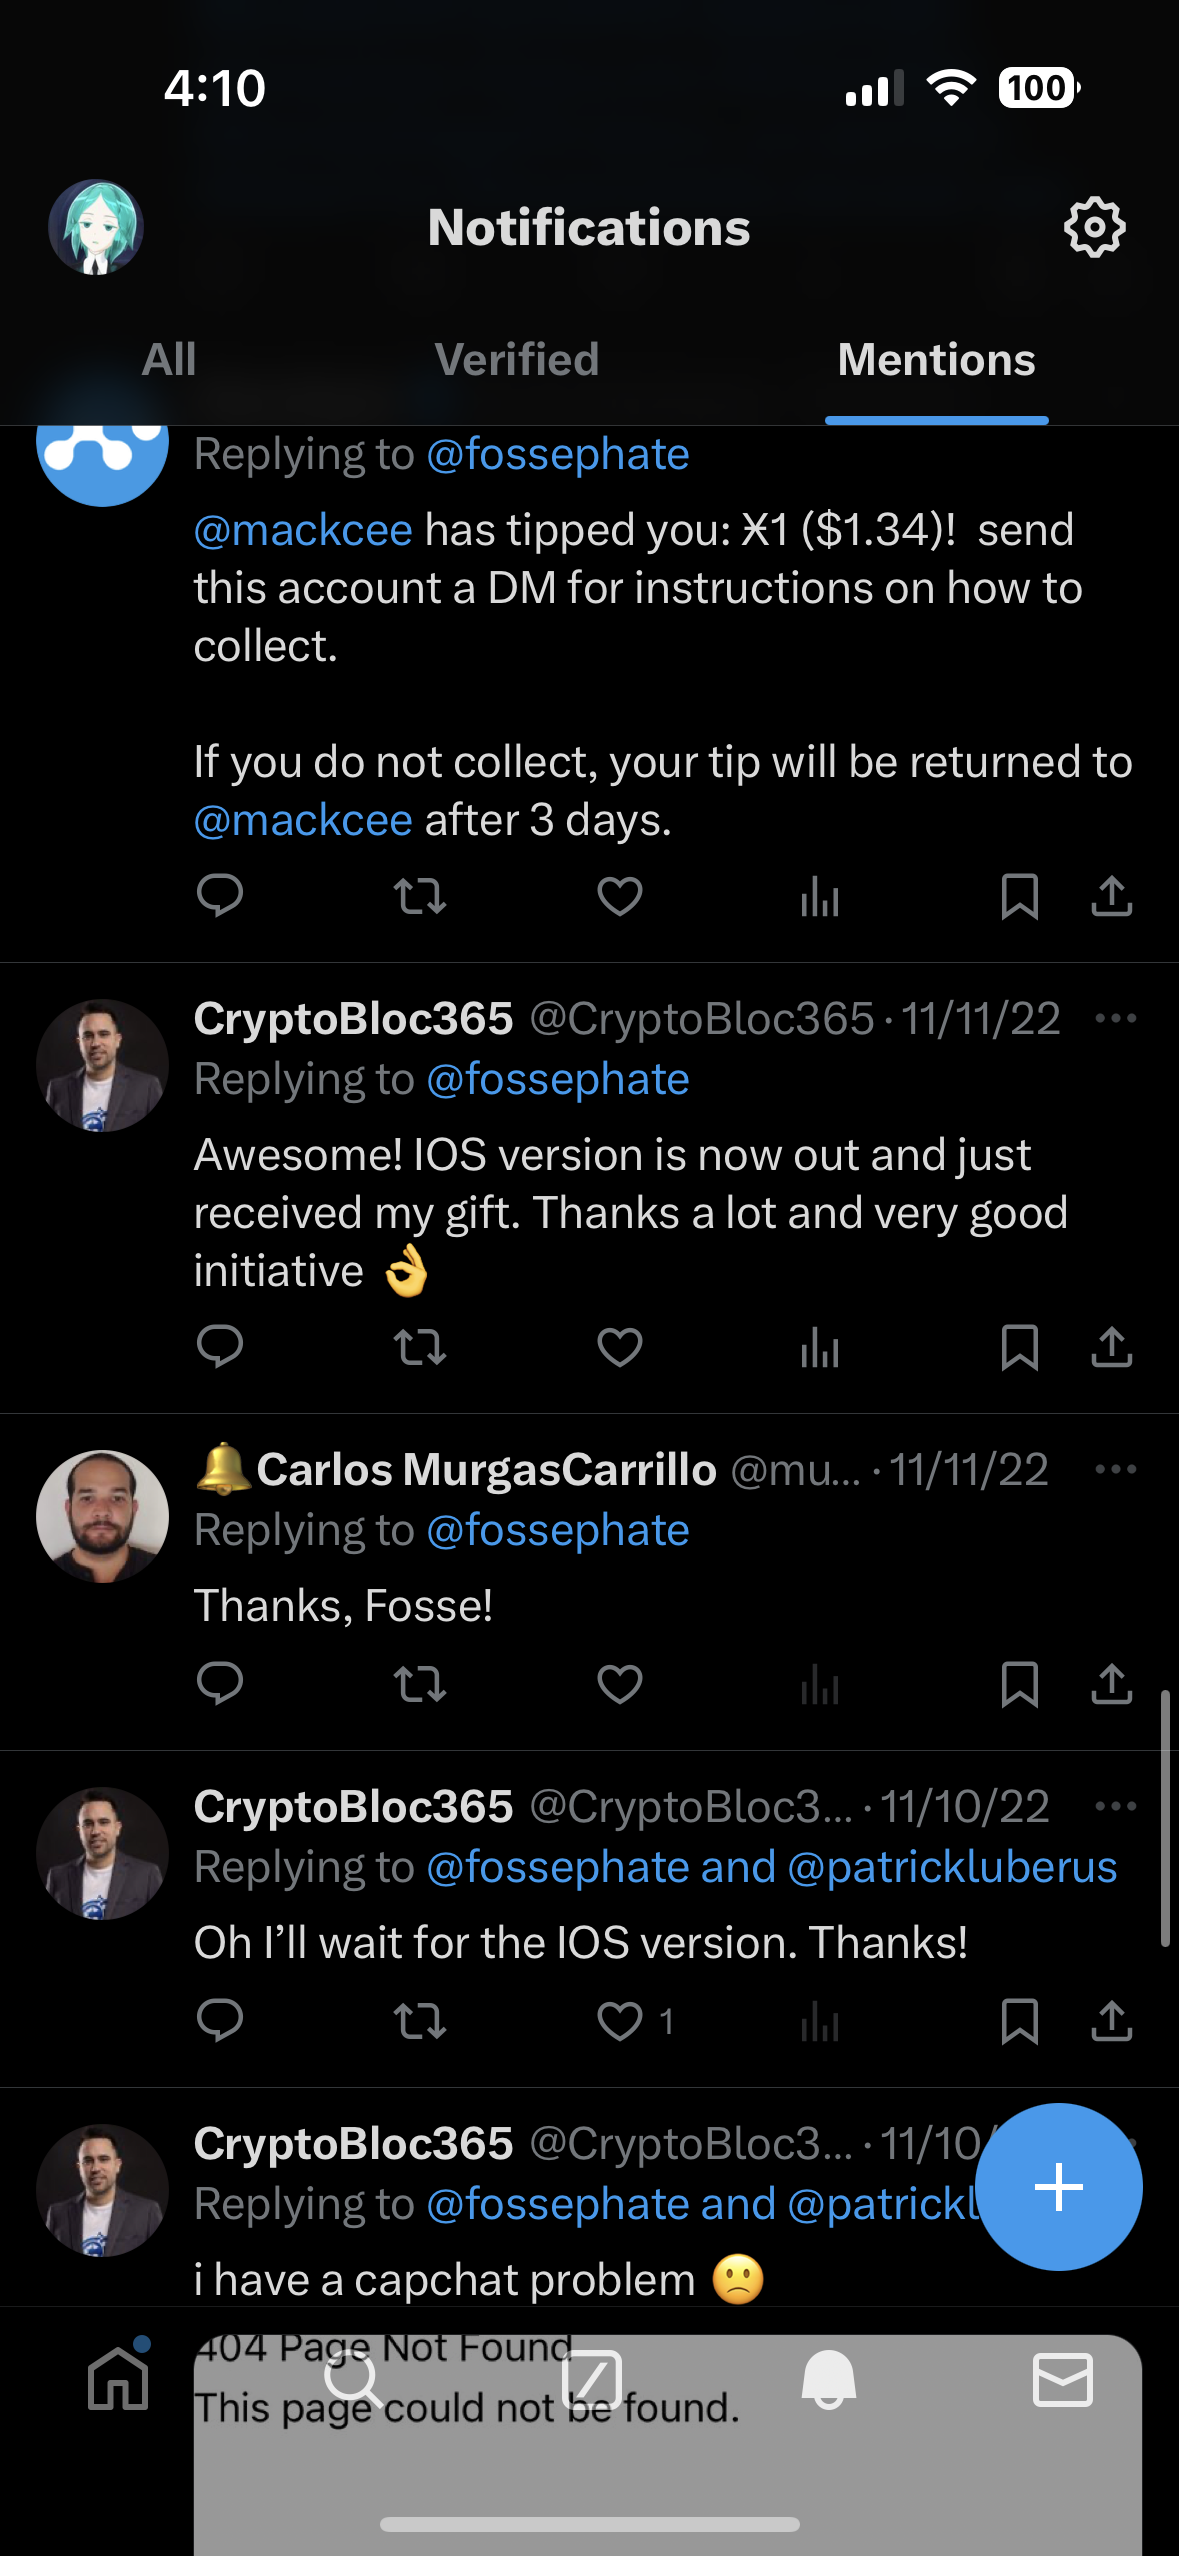 4:10
100
Notifications
All Verified Mentions
Replying to @fossephate
@mackcee has tipped you: Ӿ1 ($1.34)!  send
this account a DM for instructions on how to
collect.
If you do not collect, your tip will be returned to
@mackcee after 3 days.
CryptoBloc365 @CryptoBloc365 · 11/11/22
Replying to @fossephate
Awesome! IOS version is now out and just
received my gift. Thanks a lot and very good
initiative 👌
🔔Carlos MurgasCarrillo @mu... · 11/11/22
Replying to @fossephate
Thanks, Fosse!
CryptoBloc365 @CryptoBloc3... · 11/10/22
Replying to @fossephate and @patrickluberus
Oh I’ll wait for the IOS version. Thanks!
1
CryptoBloc365 @CryptoBloc3... · 11/10/
Replying to @fossephate and @patrickl
i have a capchat problem 🙁
404 Page Not Found
This page could not be found.